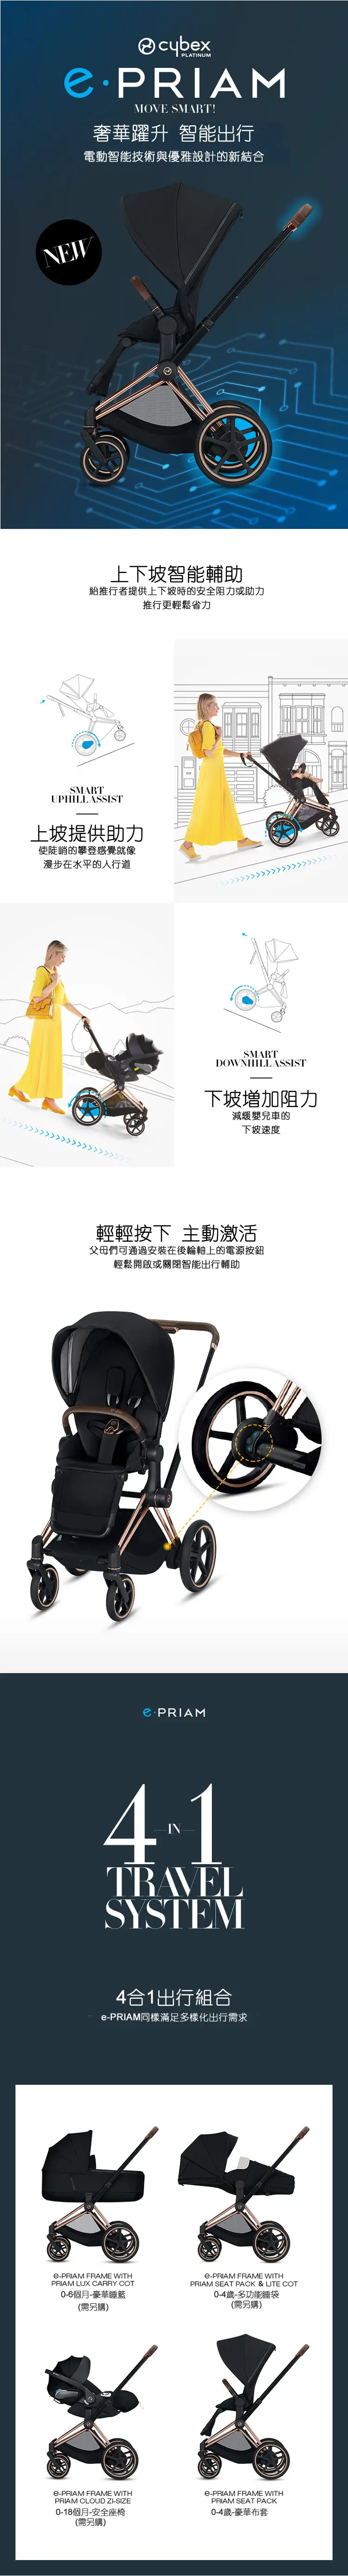 cybex
PLATINUM
e·PRIAM
MOVE SMART!
奢華躍升 智能出行
電動智能技術與優雅設計的新結合
NEW
上下坡智能輔助
給推行者提供上下坡時的安全阻力或助力
推行更輕鬆省力
SMART
UPHILL ASSIST
上坡提供助力
使陡峭的攀登感覺就像
漫步在水平的人行道
SMART
DOWNHILL ASSIST
下坡增加阻力
減緩嬰兒車的
下坡速度
輕輕按下 主動激活
父母們可通過安裝在後輪軸上的電源按鈕
輕鬆開啟或關閉智能出行輔助
e·PRIAM
4 IN 1
TRAVEL
SYSTEM
4合1出行組合
e-PRIAM同樣滿足多樣化出行需求
e-PRIAM FRAME WITH
PRIAM LUX CARRY COT
0-6個月-豪華睡籃
(需另購)
e-PRIAM FRAME WITH
PRIAM SEAT PACK & LITE COT
0-4歲-多功能睡袋
(需另購)
e-PRIAM FRAME WITH
PRIAM CLOUD Zi-SIZE
0-18個月-安全座椅
(需另購)
e-PRIAM FRAME WITH
PRIAM SEAT PACK
0-4歲-豪華布套